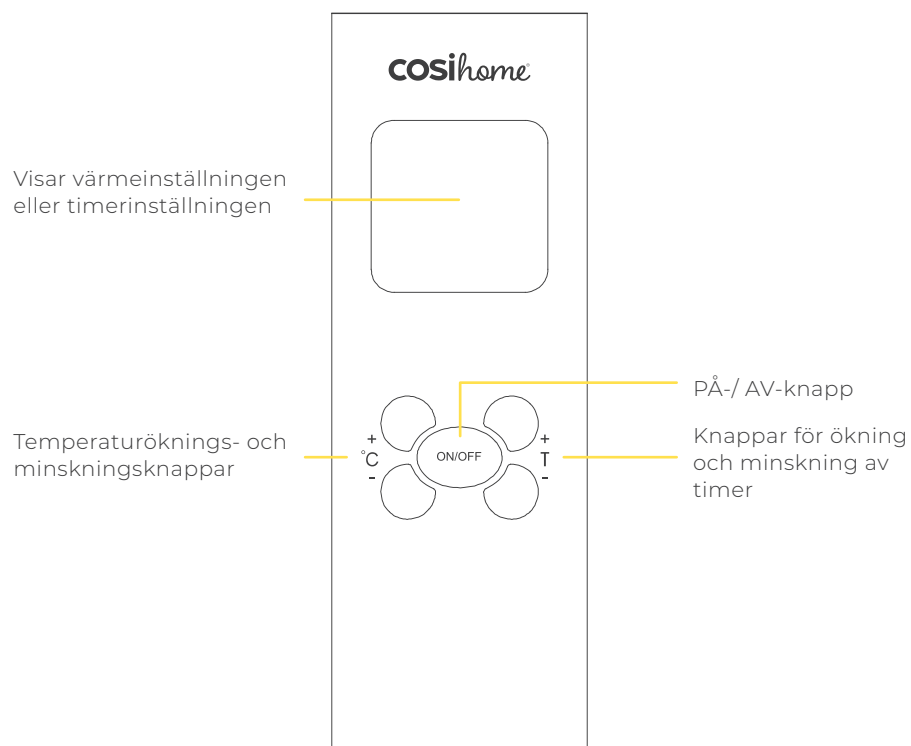 cosihome
Visar värmeinställningen
eller timerinställningen
PÅ-/ AV-knapp
Temperaturöknings- och
minskningsknappar
+
°C
-
ON/OFF
+
T
-
Knappar för ökning
och minskning av
timer